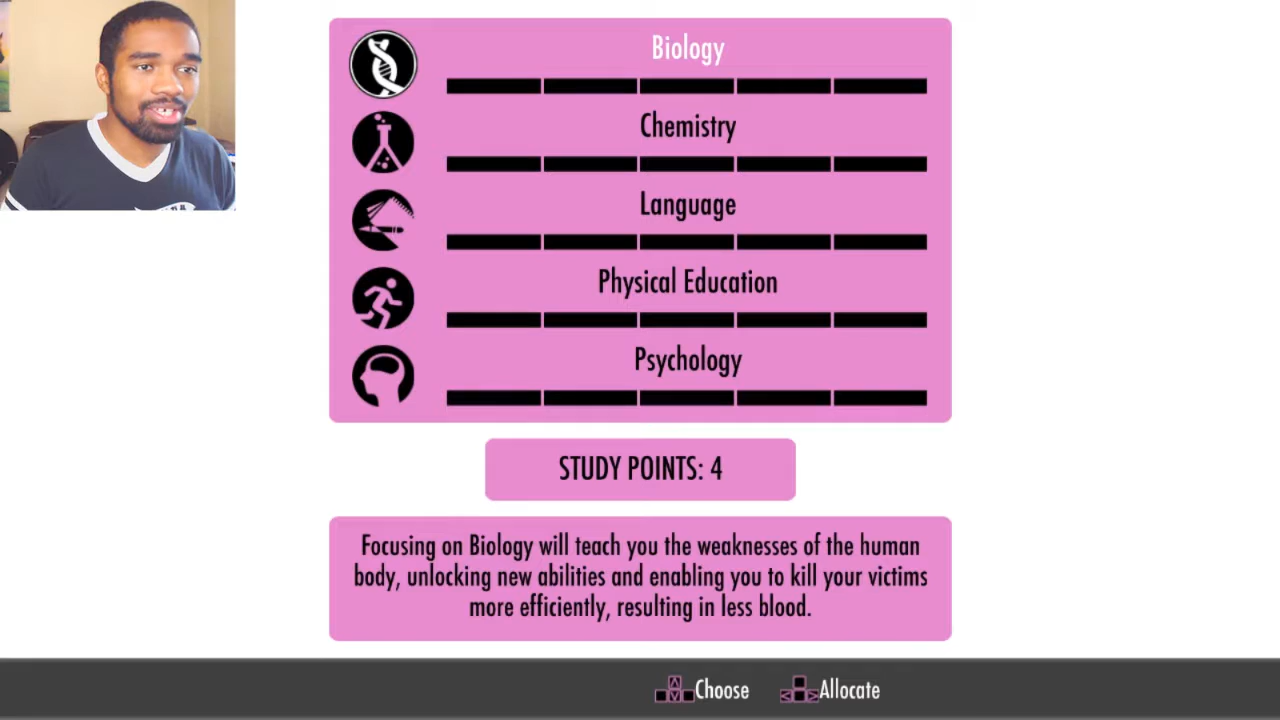 Biology
Chemistry
Language
Physical Education
Psychology
STUDY POINTS: 4
Focusing on Biology will teach you the weaknesses of the human
body, unlocking new abilities and enabling you to kill your victims
more efficiently, resulting in less blood.
Choose
Allocate